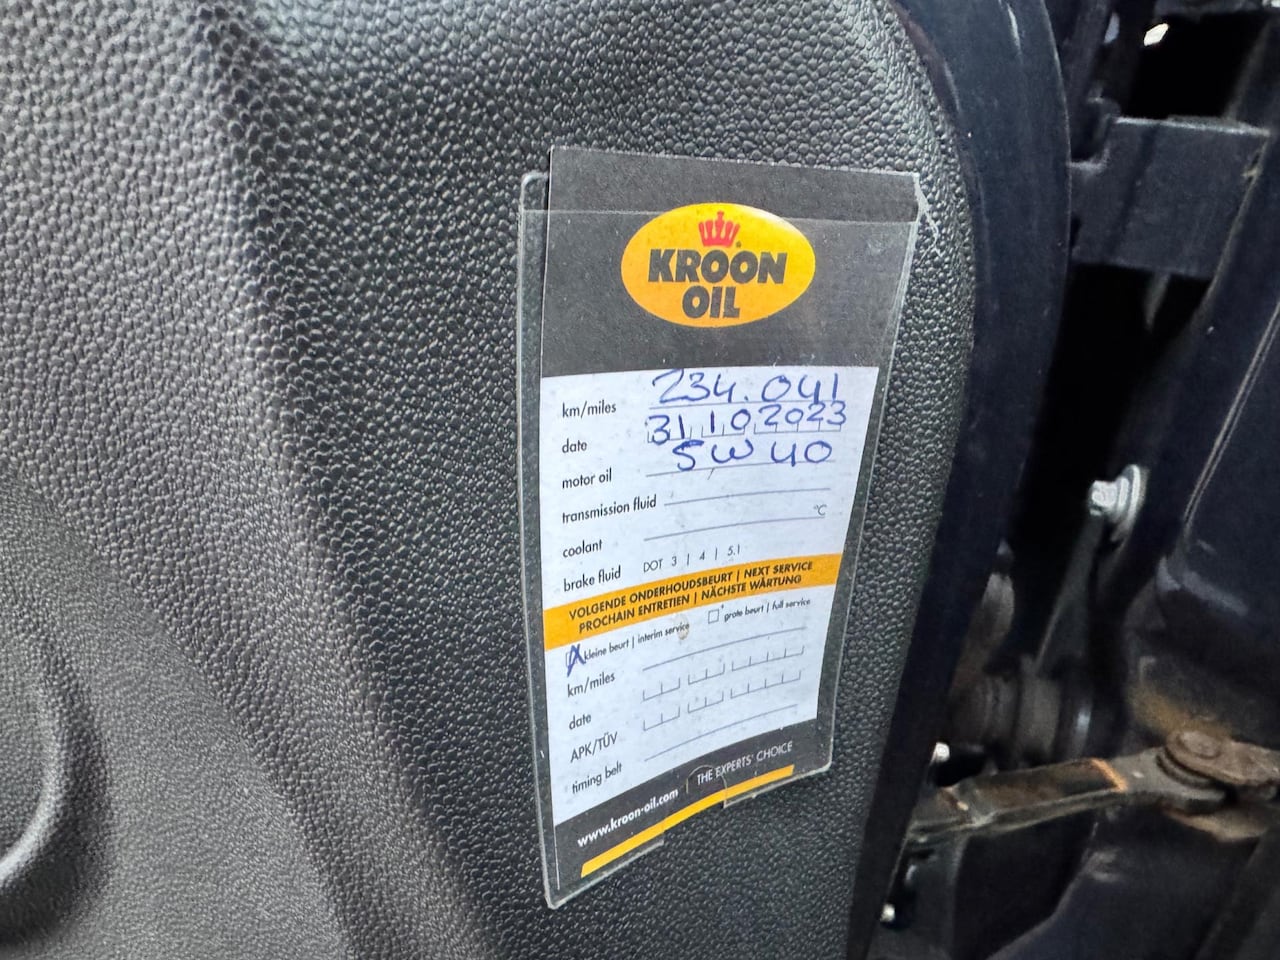 KROON
OIL
km/miles 234.041
date 31 10 2023
motor oil 5W40
transmission fluid
coolant °C
brake fluid DOT 3 | 4 | 5.1
VOLGENDE ONDERHOUDSBEURT | NEXT SERVICE
PROCHAIN ENTRETIEN | NÄCHSTE WÄRTUNG
kleine beurt | interim service grote beurt | full service
km/miles
date
APK/TÜV
timing belt
www.kroon-oil.com | THE EXPERTS' CHOICE